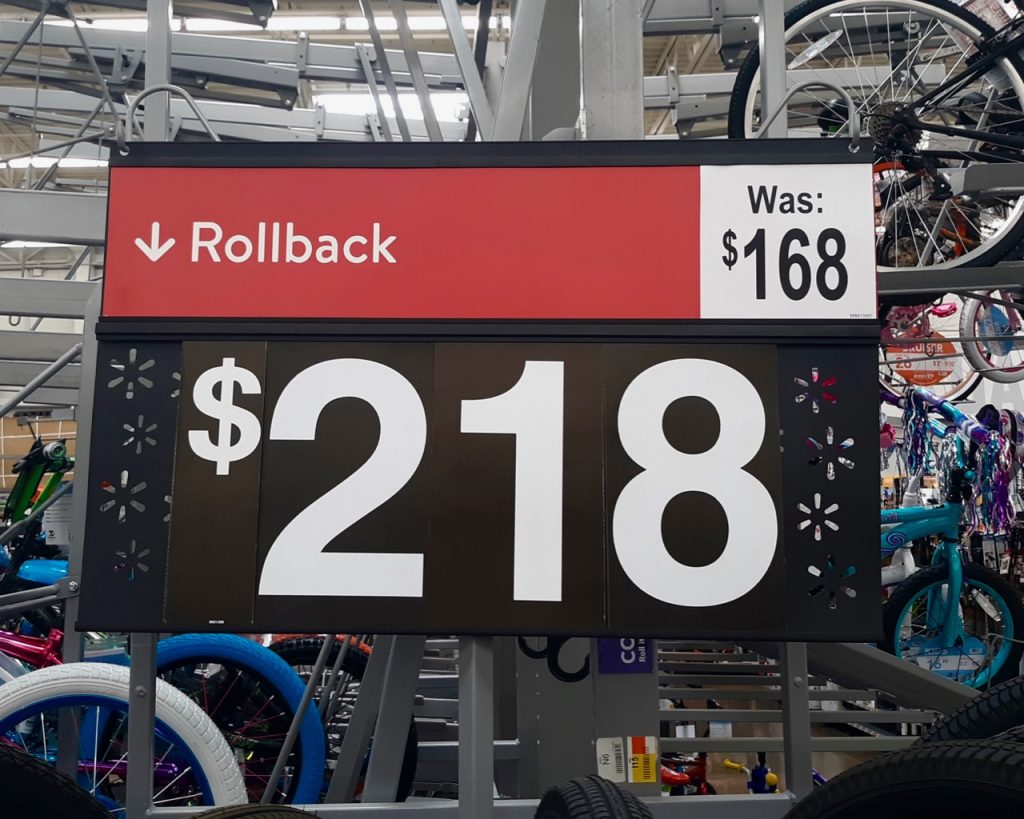 ↓ Rollback
Was:
$168
$218